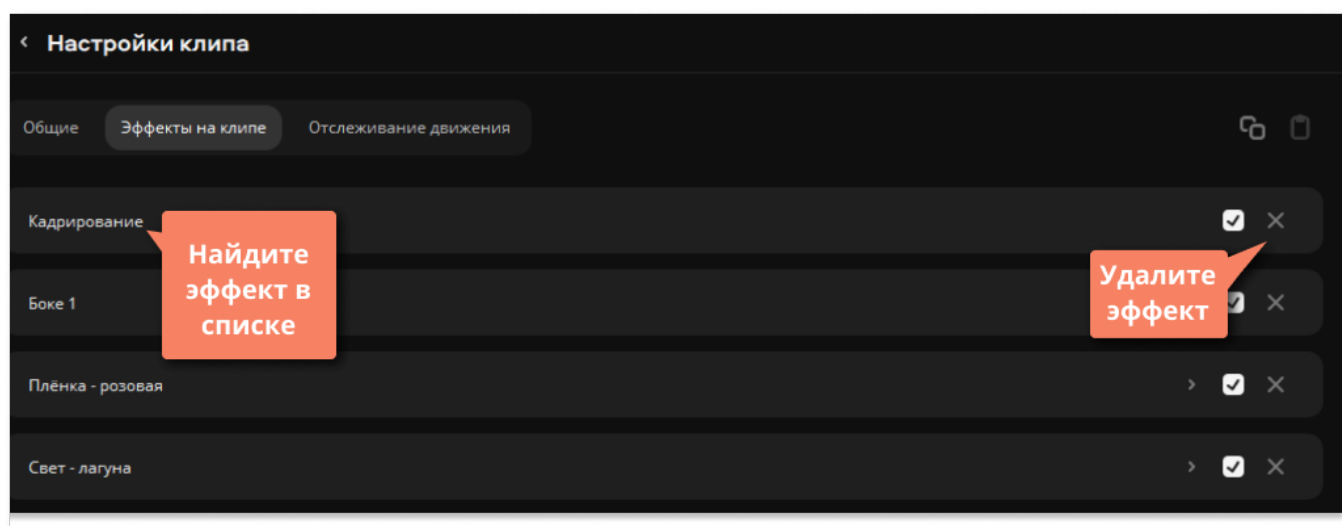 Настройки клипа
Общие Эффекты на клипе Отслеживание движения
Кадрирование
Найдите
эффект в
списке
Удалите
эффект
Боке 1
Плёнка - розовая
Свет - лагуна